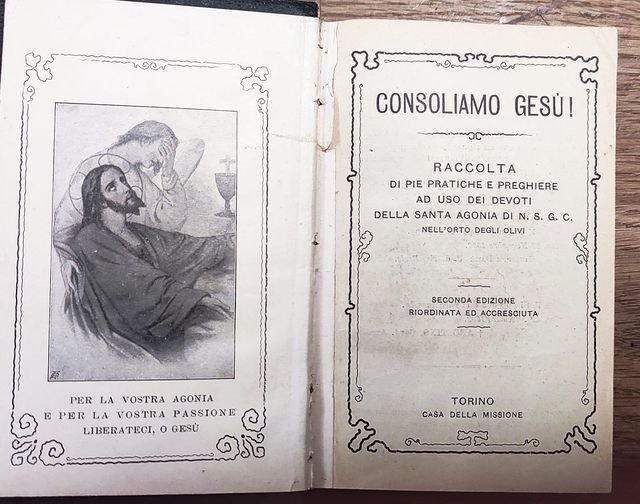 PER LA VOSTRA AGONIA
E PER LA VOSTRA PASSIONE
LIBERATECI, O GESÙ
CONSOLIAMO GESÙ!
RACCOLTA
DI PIE PRATICHE E PREGHIERE
AD USO DEI DEVOTI
DELLA SANTA AGONIA DI N. S. G. C.
NELL'ORTO DEGLI OLIVI
SECONDA EDIZIONE
RIORDINATA ED ACCRESCIUTA
TORINO
CASA DELLA MISSIONE